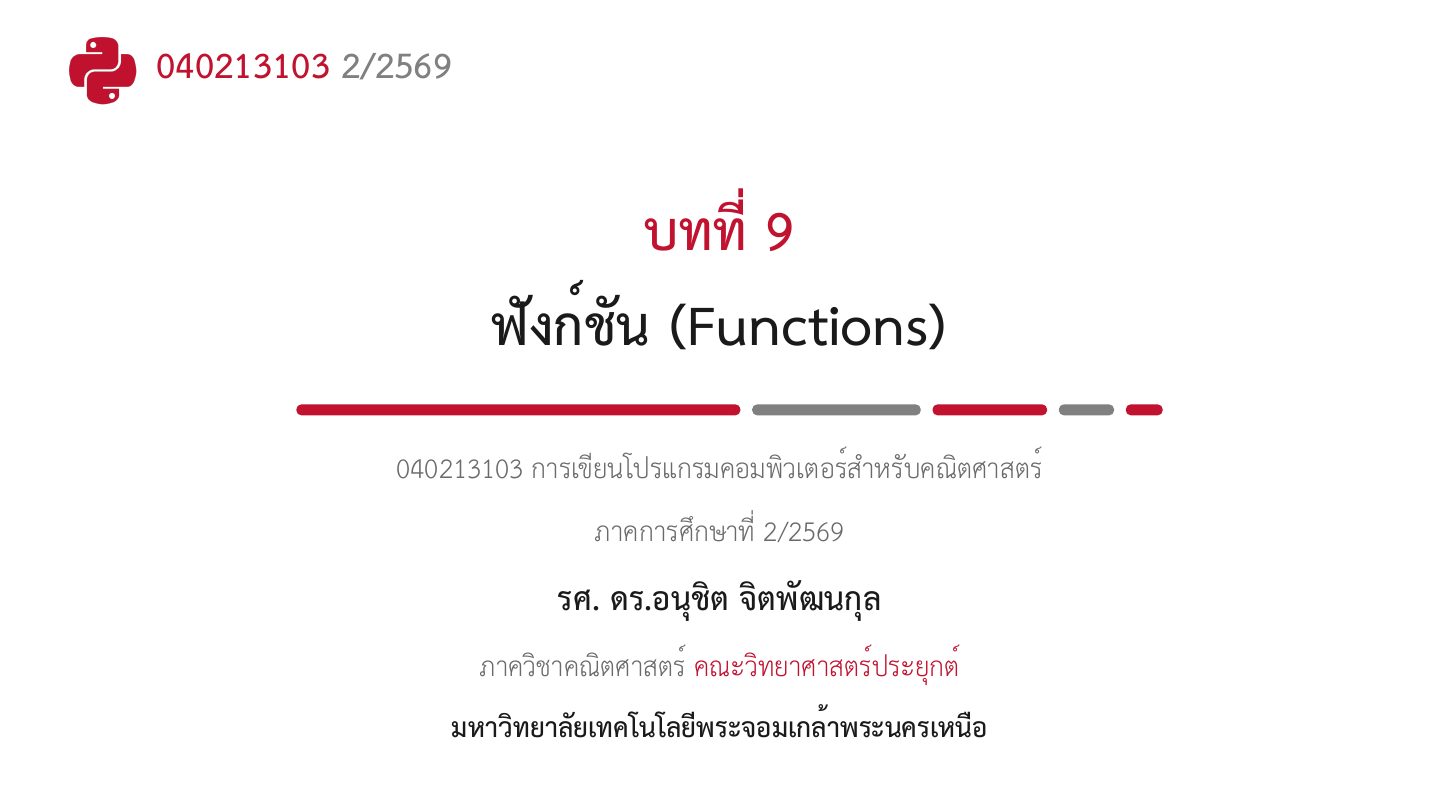 040213103 2/2569
บทที่ 9
ฟังก์ชัน (Functions)
040213103 การเขียนโปรแกรมคอมพิวเตอร์สำหรับคณิตศาสตร์
ภาคการศึกษาที่ 2/2569
รศ. ดร.อนุชิต จิตพัฒนกุล
ภาควิชาคณิตศาสตร์ คณะวิทยาศาสตร์ประยุกต์
มหาวิทยาลัยเทคโนโลยีพระจอมเกล้าพระนครเหนือ